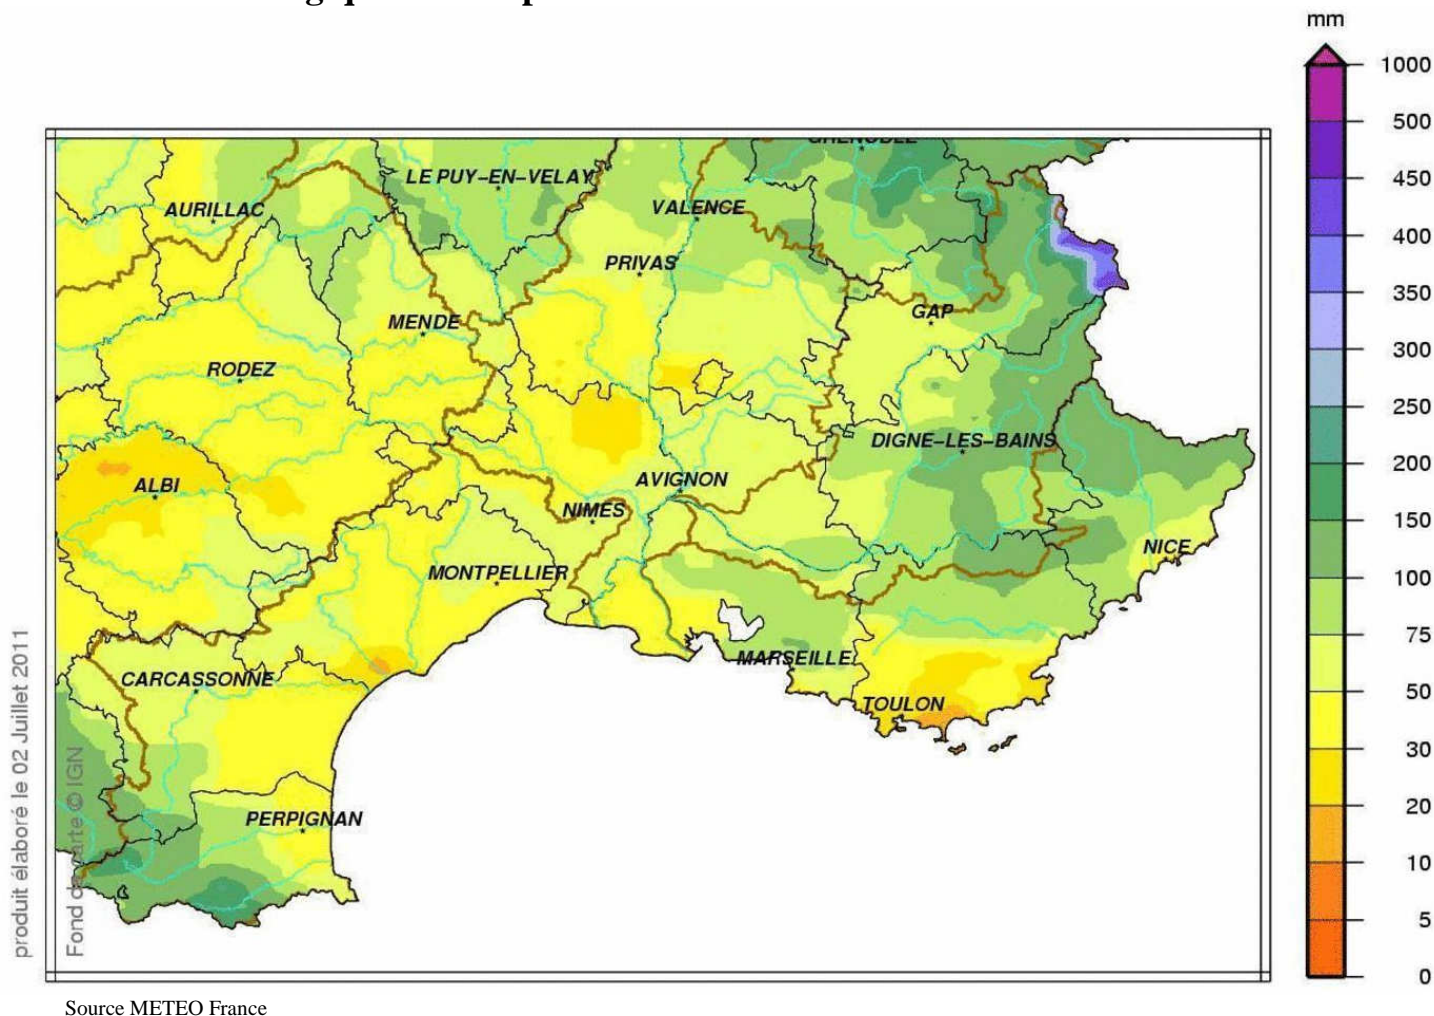 mm
1000
500
450
400
350
300
250
200
150
100
75
50
30
20
10
5
0
GRENOBLE
LE PUY-EN-VELAY
AURILLAC
VALENCE
PRIVAS
GAP
MENDE
RODEZ
DIGNE-LES-BAINS
ALBI
AVIGNON
NIMES
NICE
MONTPELLIER
MARSEILLE
CARCASSONNE
TOULON
PERPIGNAN
produit élaboré le 02 Juillet 2011
Fond de carte © IGN
Source METEO France